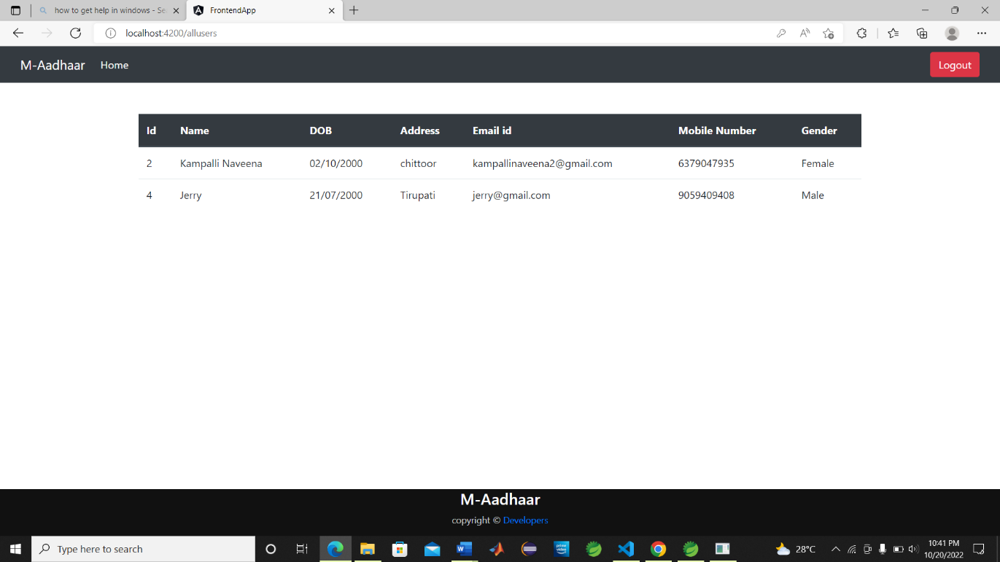 how to get help in windows - Se
FrontendApp
localhost:4200/allusers
M-Aadhaar Home Logout
Id Name DOB Address Email id Mobile Number Gender
2 Kampalli Naveena 02/10/2000 chittoor kampallinaveena2@gmail.com 6379047935 Female
4 Jerry 21/07/2000 Tirupati jerry@gmail.com 9059409408 Male
M-Aadhaar
copyright © Developers
Type here to search
prime video
28°C
10:41 PM
10/20/2022